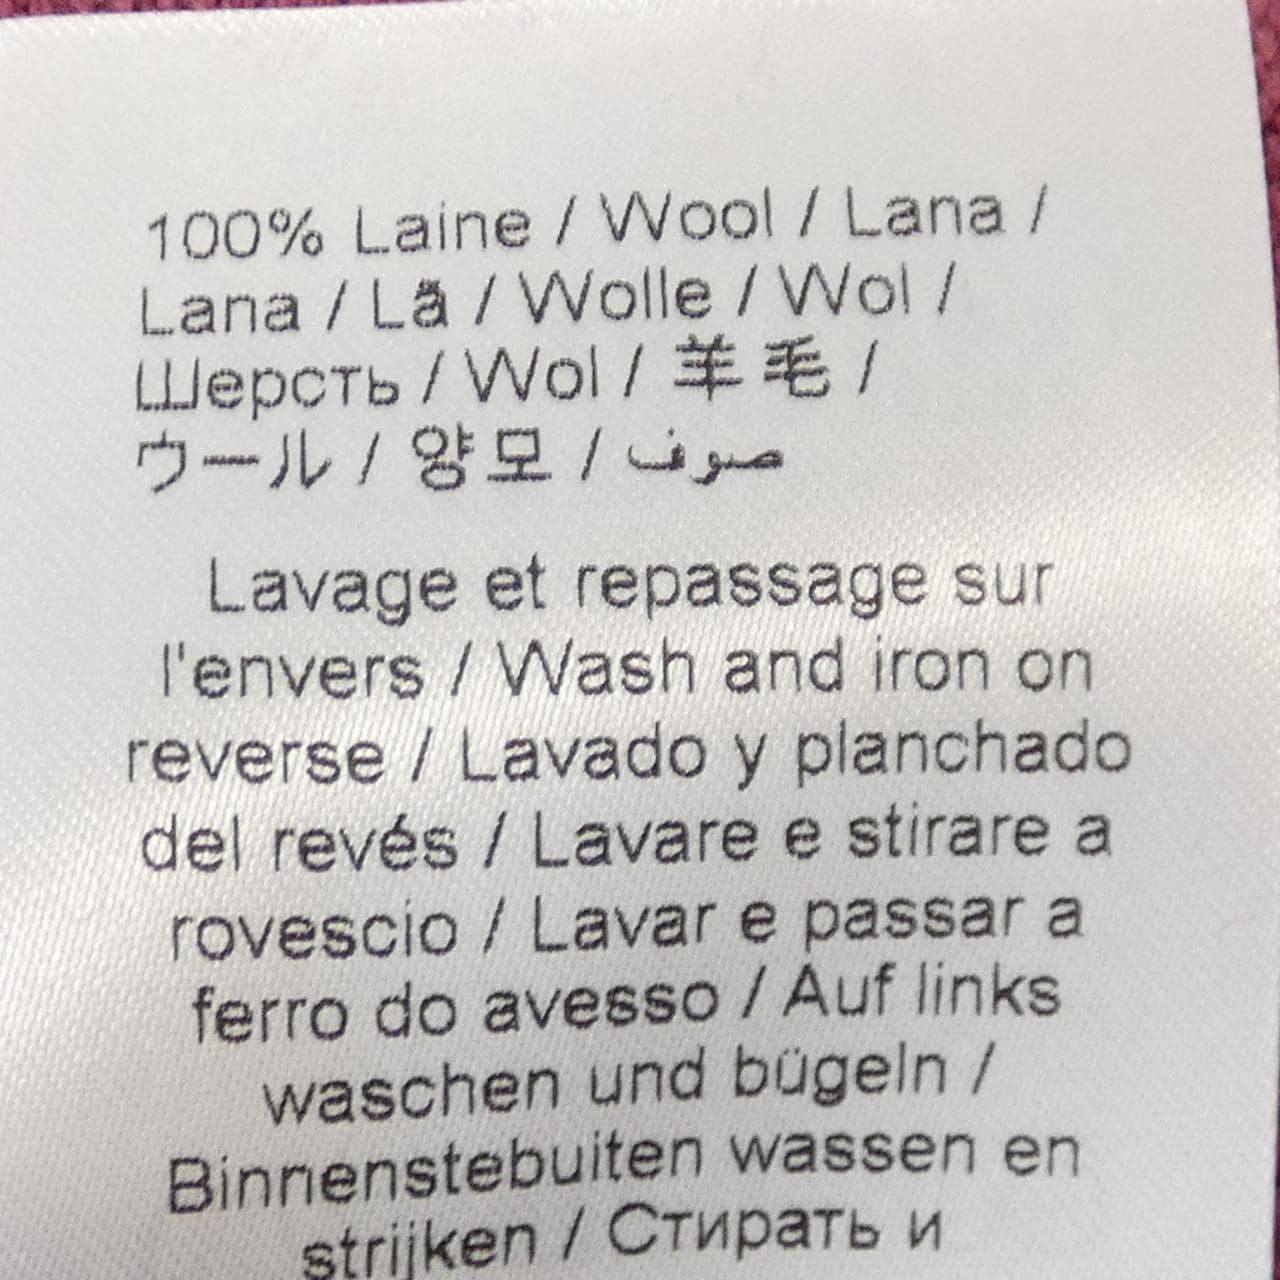 100% Laine / Wool / Lana /
Lana / Lã / Wolle / Wol /
Шерсть / Wol / 羊毛 /
ウール / 양모 / صوف
Lavage et repassage sur
l'envers / Wash and iron on
reverse / Lavado y planchado
del revés / Lavare e stirare a
rovescio / Lavar e passar a
ferro do avesso / Auf links
waschen und bügeln /
Binnenstebuiten wassen en
strijken / Стирать и